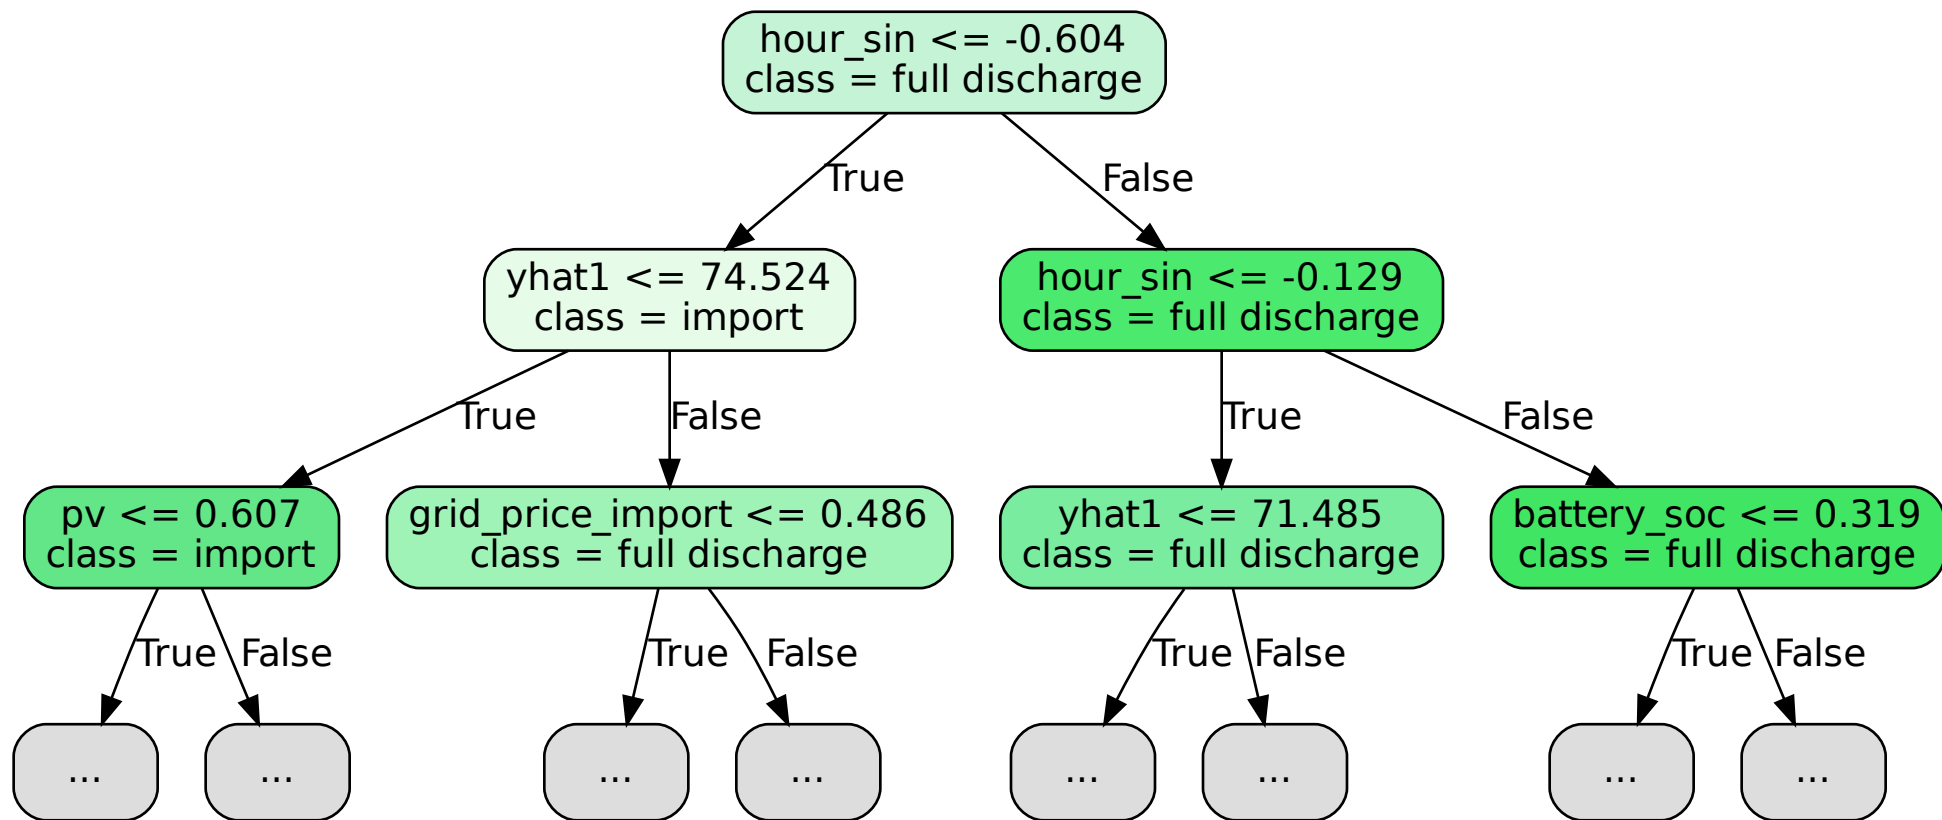 hour_sin <= -0.604
class = full discharge
True
False
yhat1 <= 74.524
class = import
hour_sin <= -0.129
class = full discharge
True
False
True
False
pv <= 0.607
class = import
grid_price_import <= 0.486
class = full discharge
yhat1 <= 71.485
class = full discharge
battery_soc <= 0.319
class = full discharge
True
False
True
False
True
False
True
False
...
...
...
...
...
...
...
...